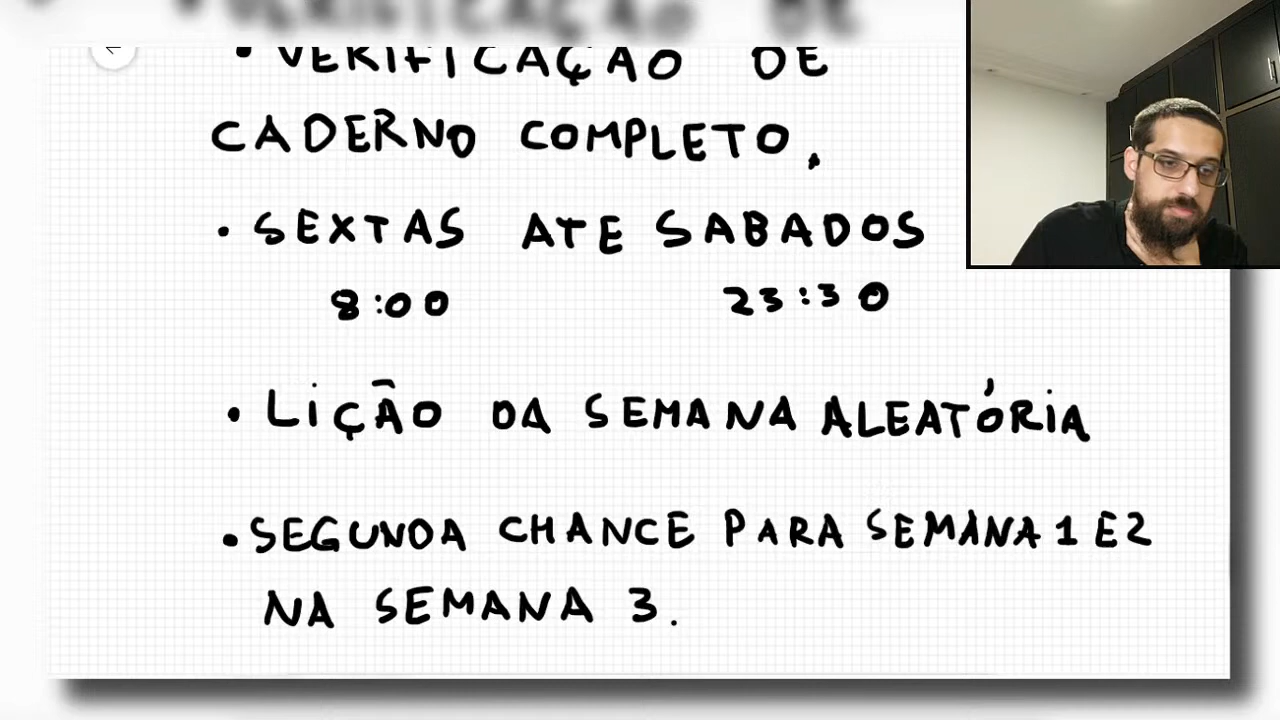 • VERIFICAÇÃO DE
CADERNO COMPLETO.
• SEXTAS ATE SABADOS
8:00 23:30
• LIÇÃO DA SEMANA ALEATÓRIA
• SEGUNDA CHANCE PARA SEMANA 1 E 2
NA SEMANA 3.